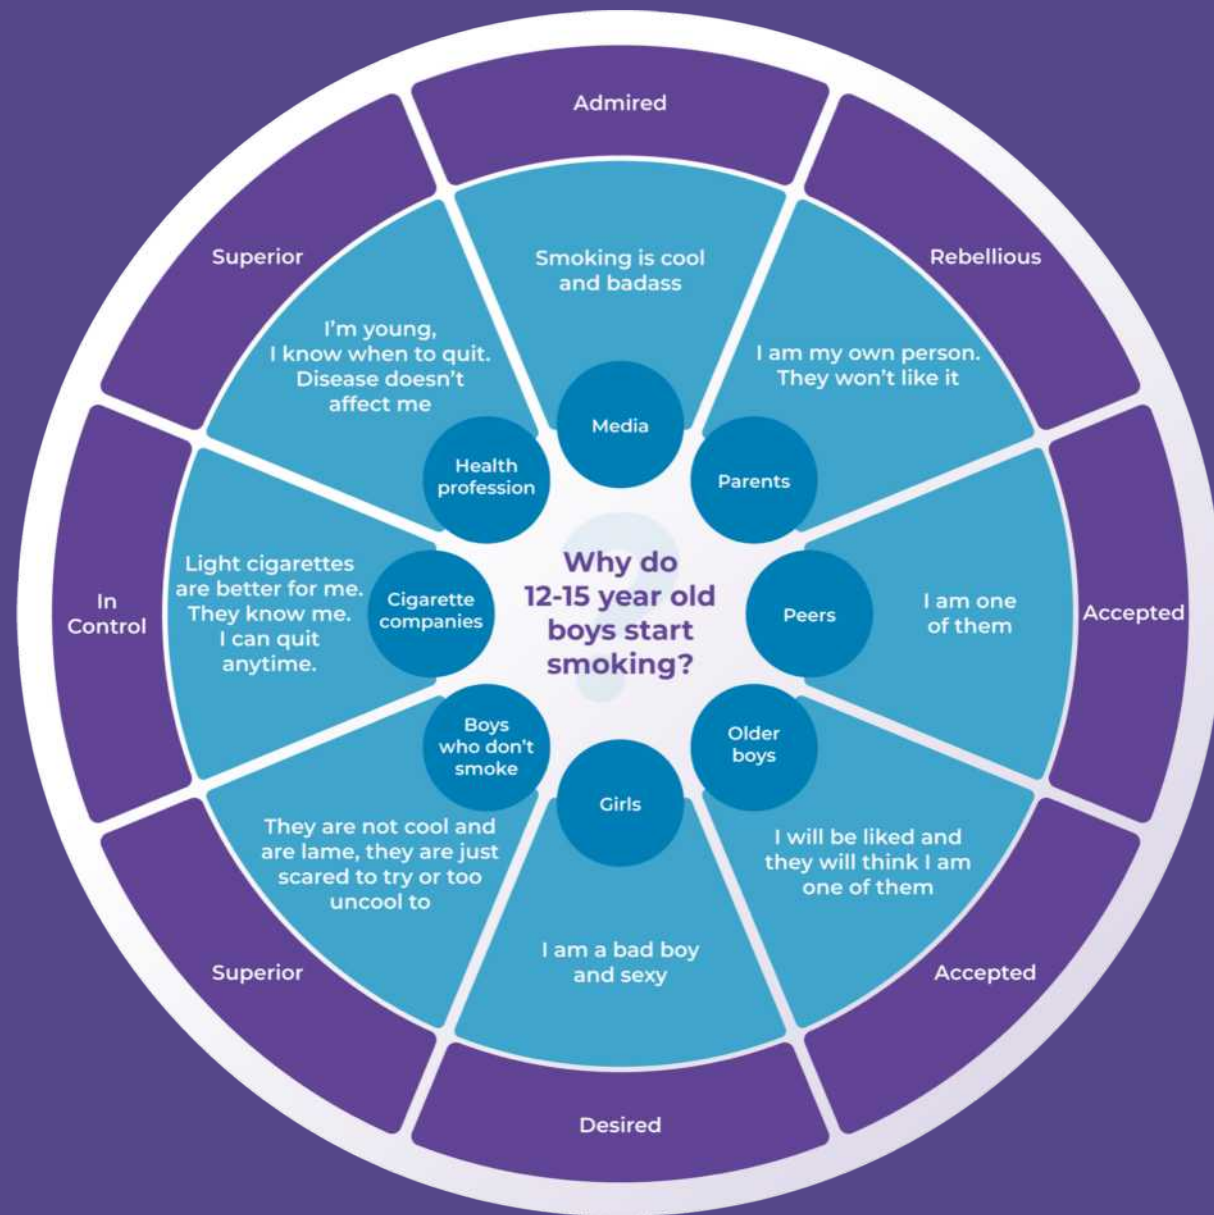 Why do
12-15 year old
boys start
smoking?
Media
Smoking is cool
and badass
Admired
Parents
I am my own person.
They won’t like it
Rebellious
Peers
I am one
of them
Accepted
Older
boys
I will be liked and
they will think I am
one of them
Accepted
Girls
I am a bad boy
and sexy
Desired
Boys
who don’t
smoke
They are not cool and
are lame, they are just
scared to try or too
uncool to
Superior
Cigarette
companies
Light cigarettes
are better for me.
They know me.
I can quit
anytime.
In
Control
Health
profession
I’m young,
I know when to quit.
Disease doesn’t
affect me
Superior